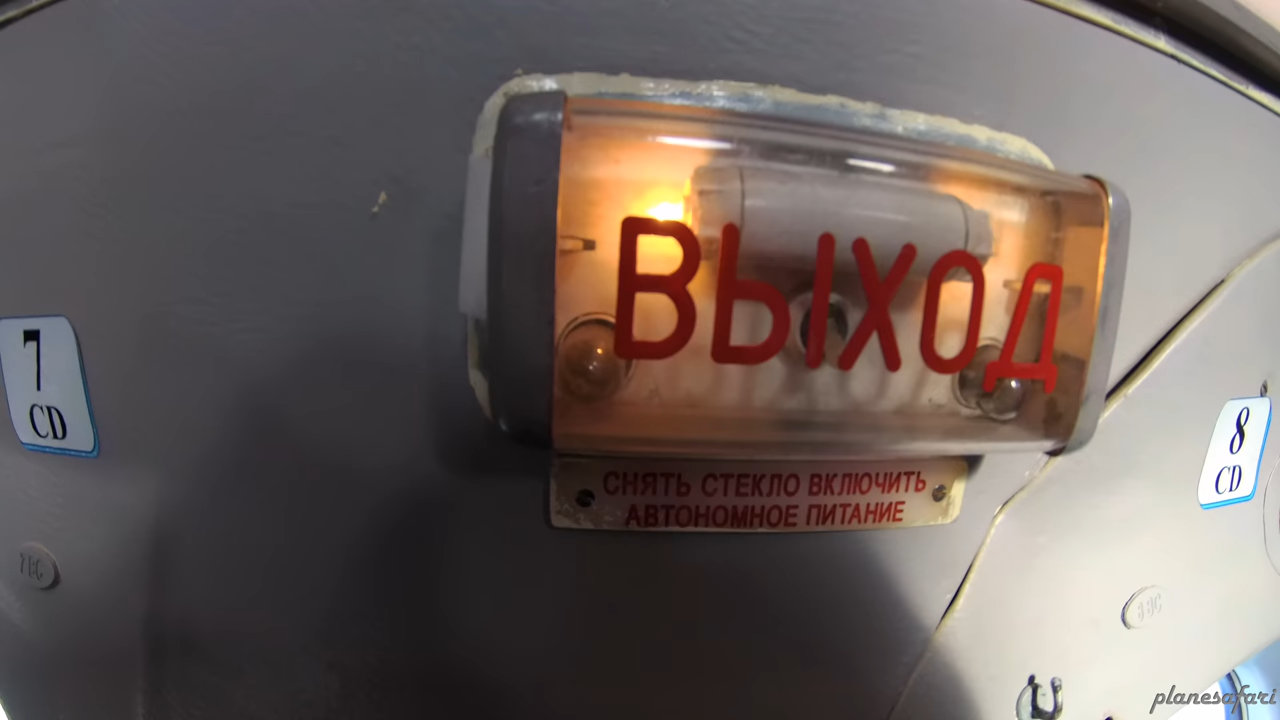 ВЫХОД
СНЯТЬ СТЕКЛО ВКЛЮЧИТЬ
АВТОНОМНОЕ ПИТАНИЕ
7
CD
8
CD
planesafari